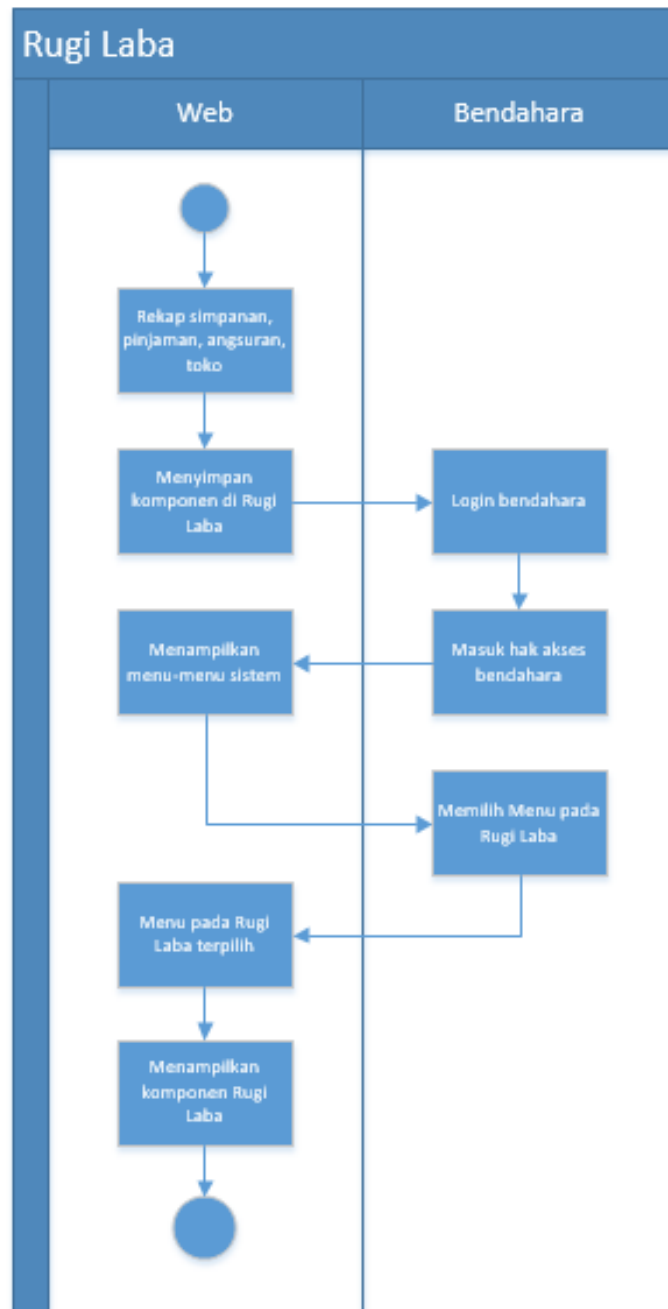 Rugi Laba
Web
Bendahara
Rekap simpanan,
pinjaman, angsuran,
toko
Menyimpan
komponen di Rugi
Laba
Login bendahara
Menampilkan
menu-menu sistem
Masuk hak akses
bendahara
Memilih Menu pada
Rugi Laba
Menu pada Rugi
Laba terpilih
Menampilkan
komponen Rugi
Laba